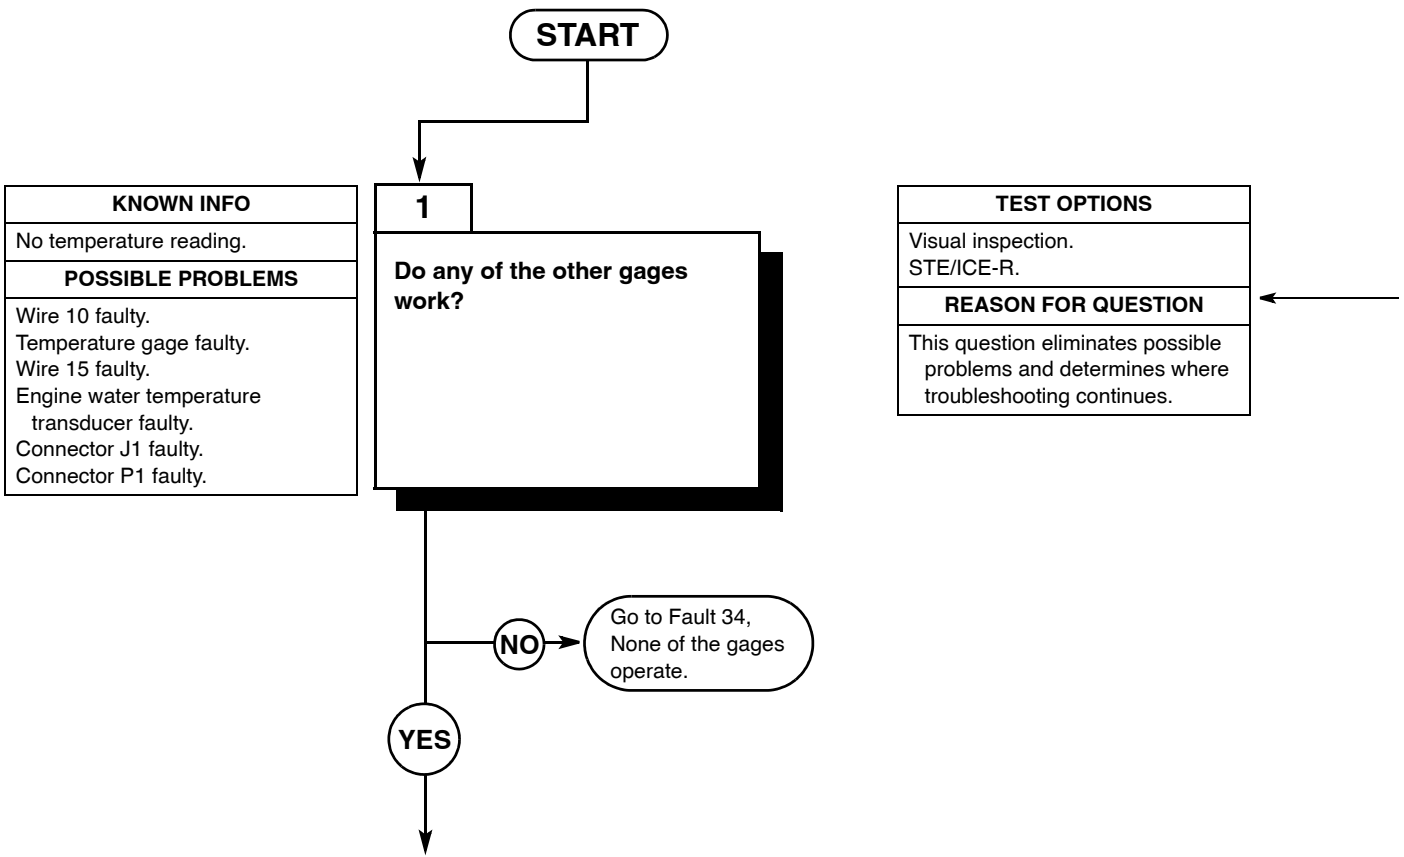 START
KNOWN INFO
No temperature reading.
POSSIBLE PROBLEMS
Wire 10 faulty.
Temperature gage faulty.
Wire 15 faulty.
Engine water temperature
transducer faulty.
Connector J1 faulty.
Connector P1 faulty.
1
Do any of the other gages
work?
TEST OPTIONS
Visual inspection.
STE/ICE-R.
REASON FOR QUESTION
This question eliminates possible
problems and determines where
troubleshooting continues.
NO
Go to Fault 34,
None of the gages
operate.
YES